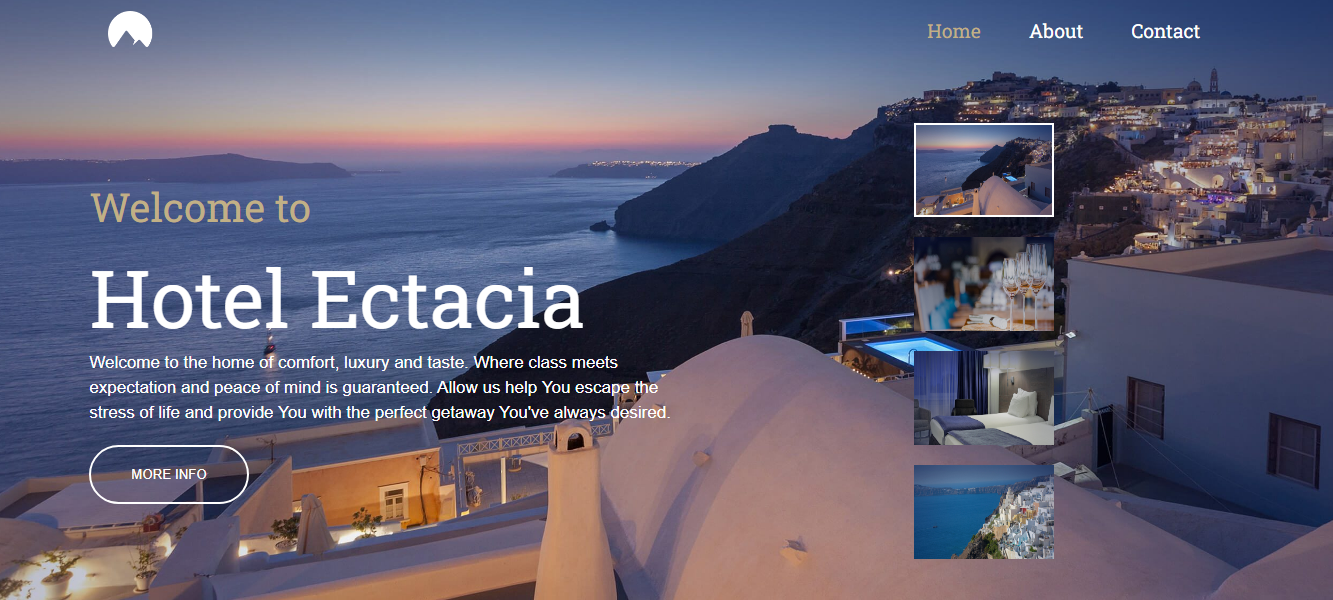 Home About Contact
Welcome to
Hotel Ectacia
Welcome to the home of comfort, luxury and taste. Where class meets
expectation and peace of mind is guaranteed. Allow us help You escape the
stress of life and provide You with the perfect getaway You've always desired.
MORE INFO